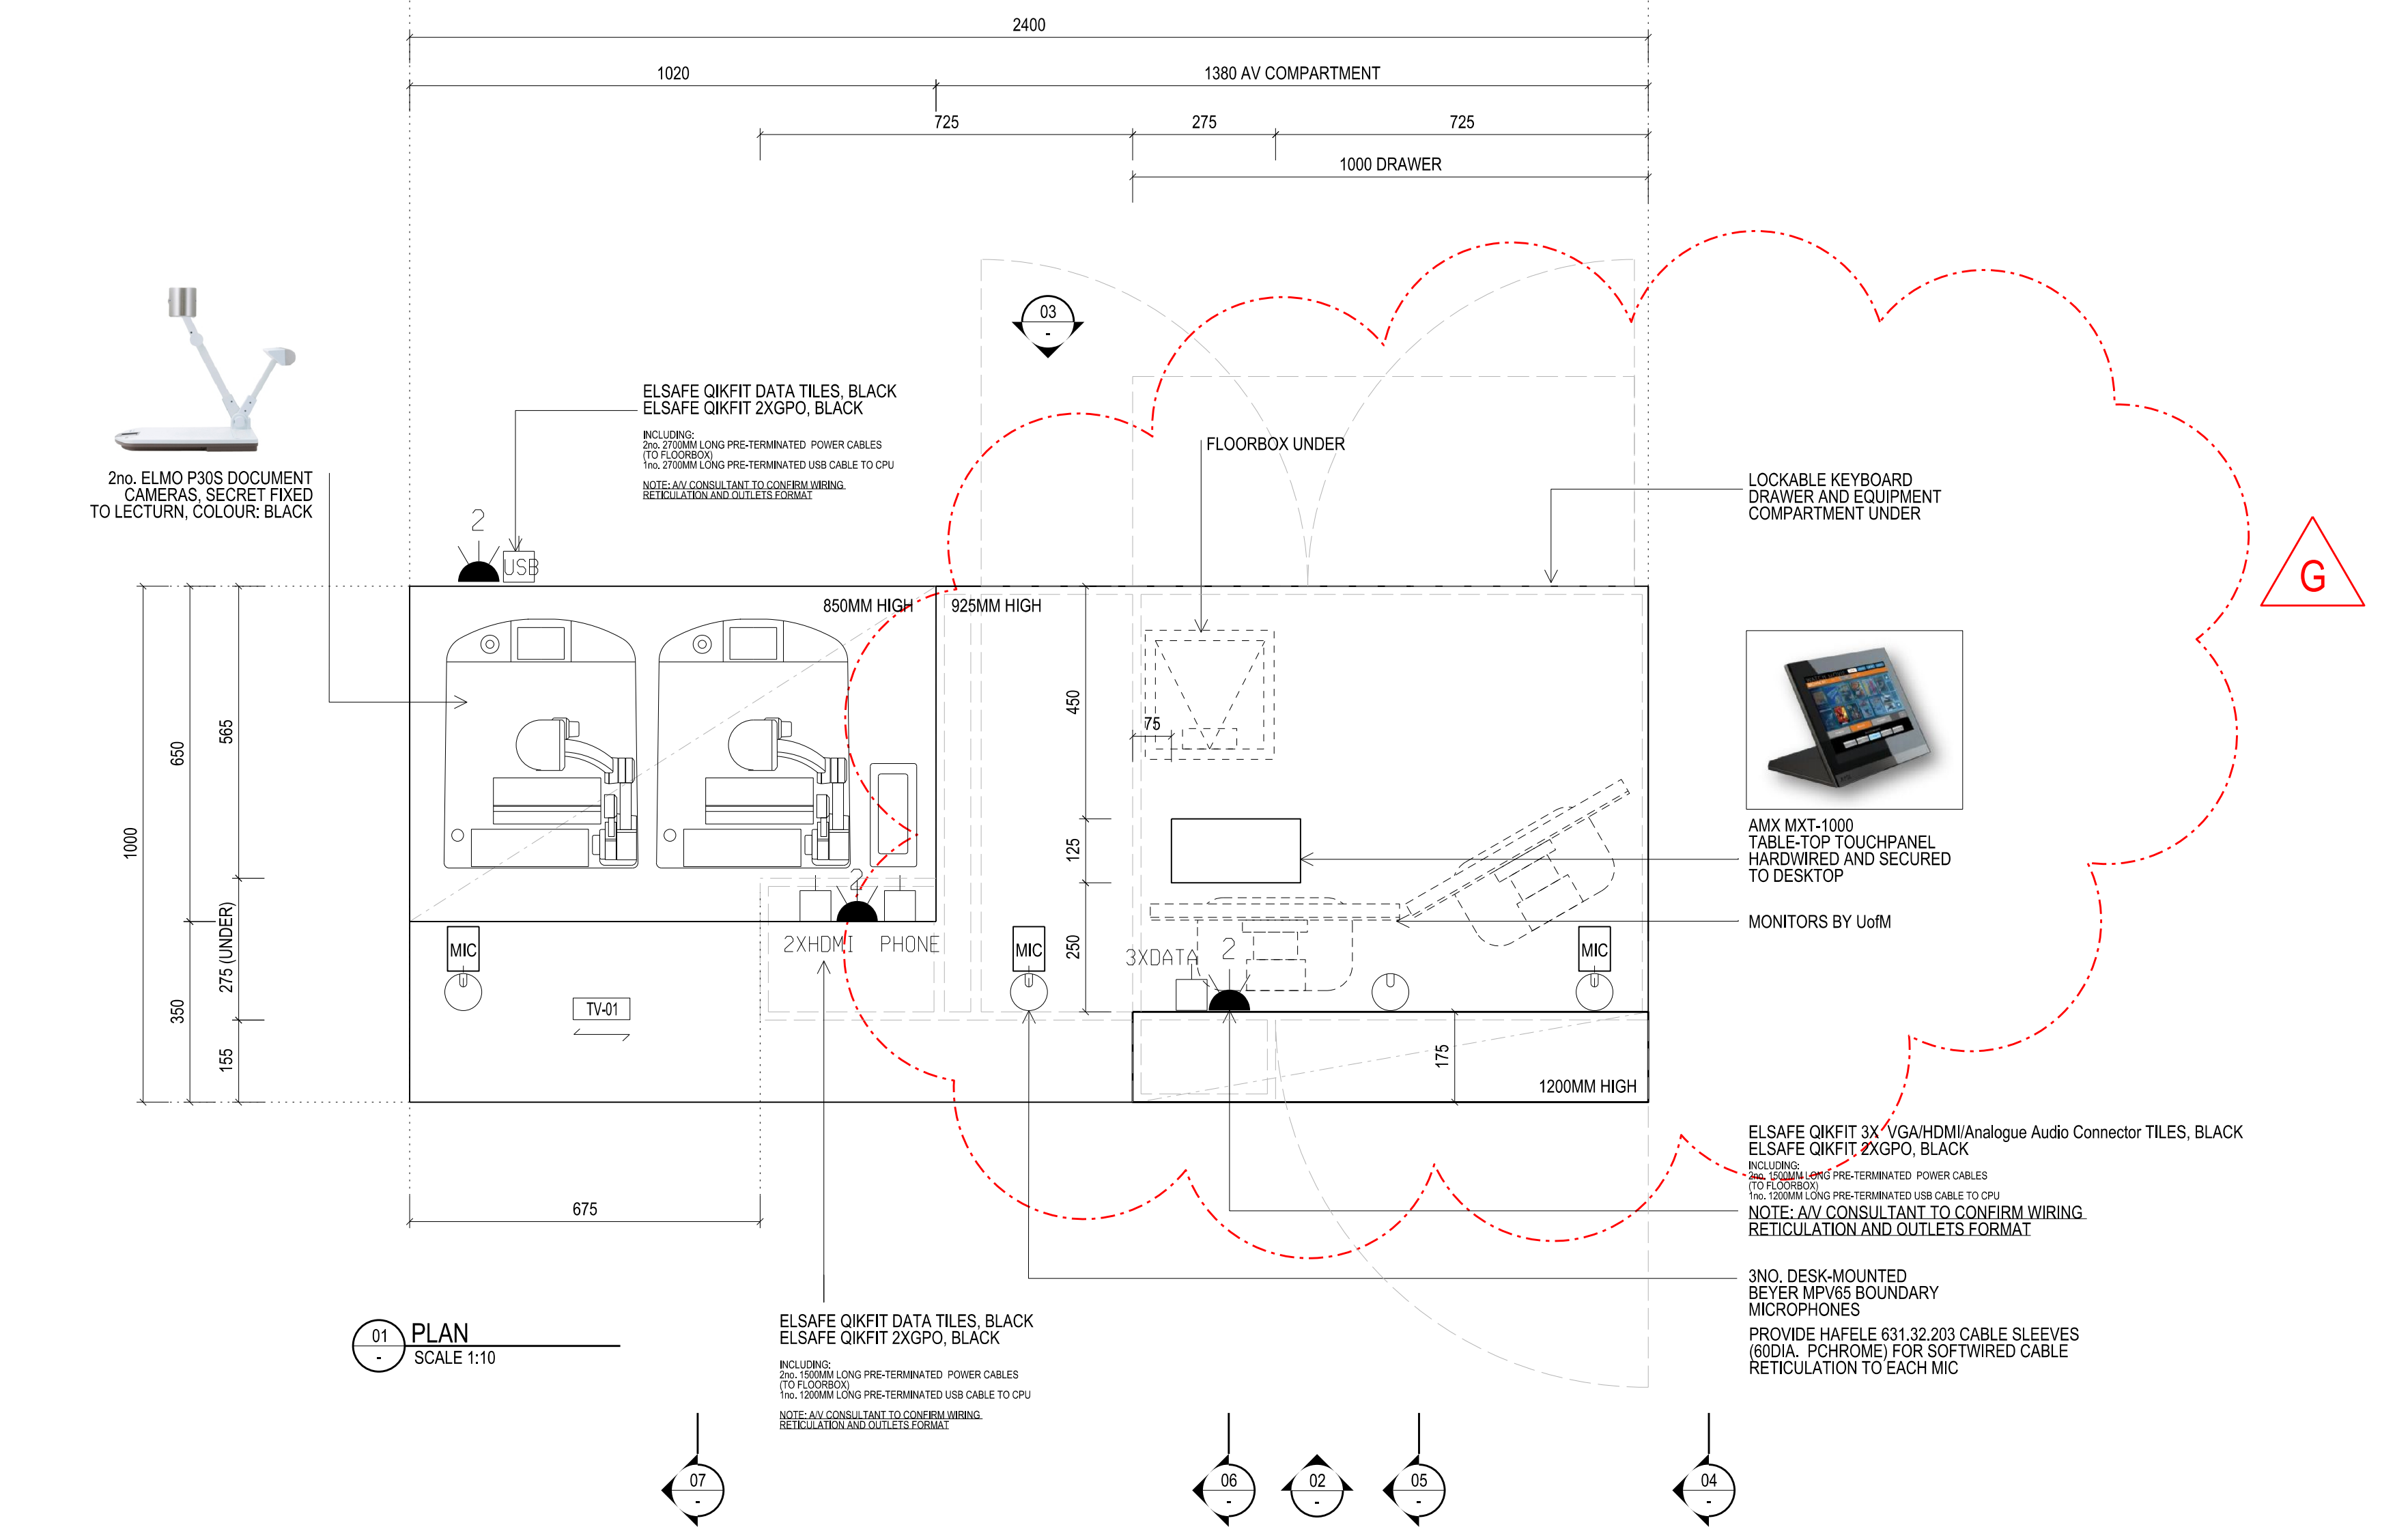 2400
1020
1380 AV COMPARTMENT
725
275
725
1000 DRAWER
03
-
ELSAFE QIKFIT DATA TILES, BLACK
ELSAFE QIKFIT 2XGPO, BLACK
INCLUDING:
2no. 2700MM LONG PRE-TERMINATED POWER CABLES
(TO FLOORBOX)
1no. 2700MM LONG PRE-TERMINATED USB CABLE TO CPU
NOTE: A/V CONSULTANT TO CONFIRM WIRING
RETICULATION AND OUTLETS FORMAT
FLOORBOX UNDER
2no. ELMO P30S DOCUMENT
CAMERAS, SECRET FIXED
TO LECTURN, COLOUR: BLACK
LOCKABLE KEYBOARD
DRAWER AND EQUIPMENT
COMPARTMENT UNDER
2
USB
G
850MM HIGH
925MM HIGH
1000
650
350
565
275 (UNDER)
155
450
75
125
250
AMX MXT-1000
TABLE-TOP TOUCHPANEL
HARDWIRED AND SECURED
TO DESKTOP
MONITORS BY UofM
2
2XHDMI
PHONE
MIC
MIC
MIC
3XDATA
2
TV-01
175
1200MM HIGH
675
ELSAFE QIKFIT 3X VGA/HDMI/Analogue Audio Connector TILES, BLACK
ELSAFE QIKFIT 2XGPO, BLACK
INCLUDING:
2no. 1500MM LONG PRE-TERMINATED POWER CABLES
(TO FLOORBOX)
1no. 1200MM LONG PRE-TERMINATED USB CABLE TO CPU
NOTE: A/V CONSULTANT TO CONFIRM WIRING
RETICULATION AND OUTLETS FORMAT
3NO. DESK-MOUNTED
BEYER MPV65 BOUNDARY
MICROPHONES
PROVIDE HAFELE 631.32.203 CABLE SLEEVES
(60DIA. PCHROME) FOR SOFTWIRED CABLE
RETICULATION TO EACH MIC
ELSAFE QIKFIT DATA TILES, BLACK
ELSAFE QIKFIT 2XGPO, BLACK
INCLUDING:
2no. 1500MM LONG PRE-TERMINATED POWER CABLES
(TO FLOORBOX)
1no. 1200MM LONG PRE-TERMINATED USB CABLE TO CPU
NOTE: A/V CONSULTANT TO CONFIRM WIRING
RETICULATION AND OUTLETS FORMAT
01
-
PLAN
SCALE 1:10
07
-
06
-
02
-
05
-
04
-